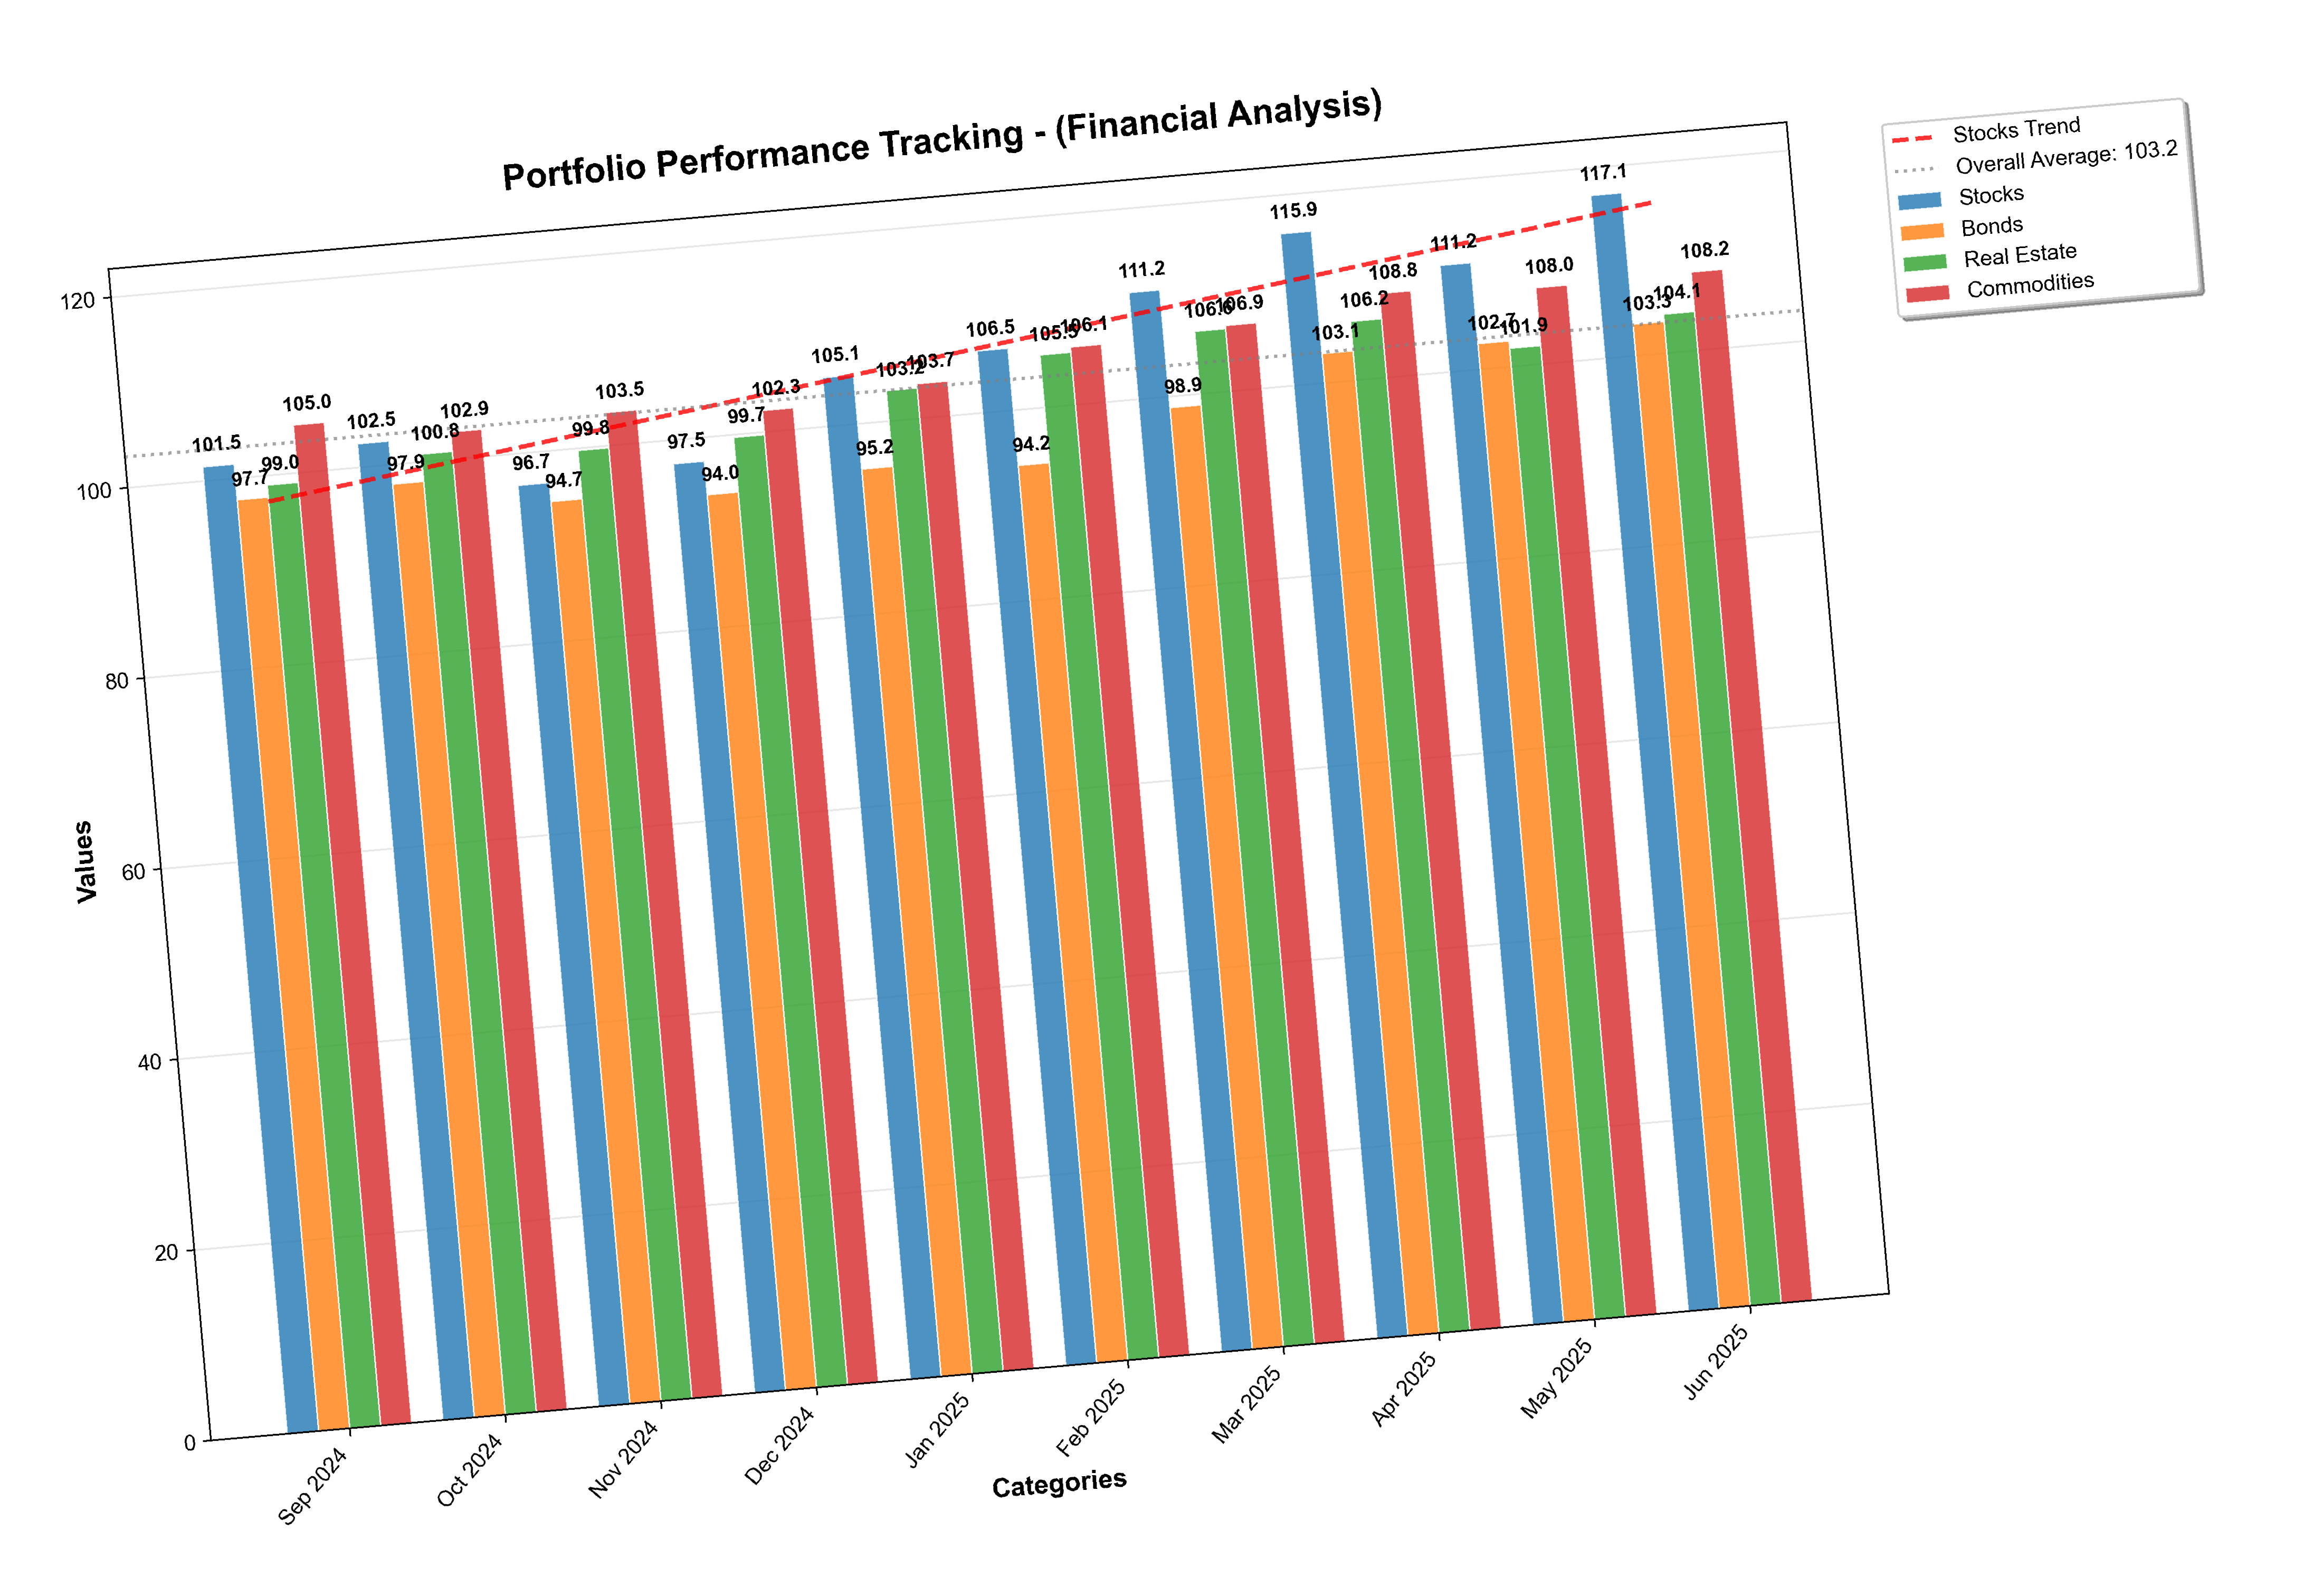 Portfolio Performance Tracking - (Financial Analysis)
Stocks Trend
Overall Average: 103.2
Stocks
Bonds
Real Estate
Commodities
Values
120
100
80
60
40
20
0
101.5
97.7
99.0
105.0
102.5
97.9
100.8
102.9
96.7
94.7
99.8
103.5
97.5
94.0
99.7
102.3
105.1
95.2
103.2
103.7
106.5
94.2
105.5
106.1
111.2
98.9
106.6
106.9
115.9
103.1
106.2
108.8
111.2
102.7
101.9
108.0
117.1
103.3
104.1
108.2
Sep 2024
Oct 2024
Nov 2024
Dec 2024
Jan 2025
Feb 2025
Mar 2025
Apr 2025
May 2025
Jun 2025
Categories